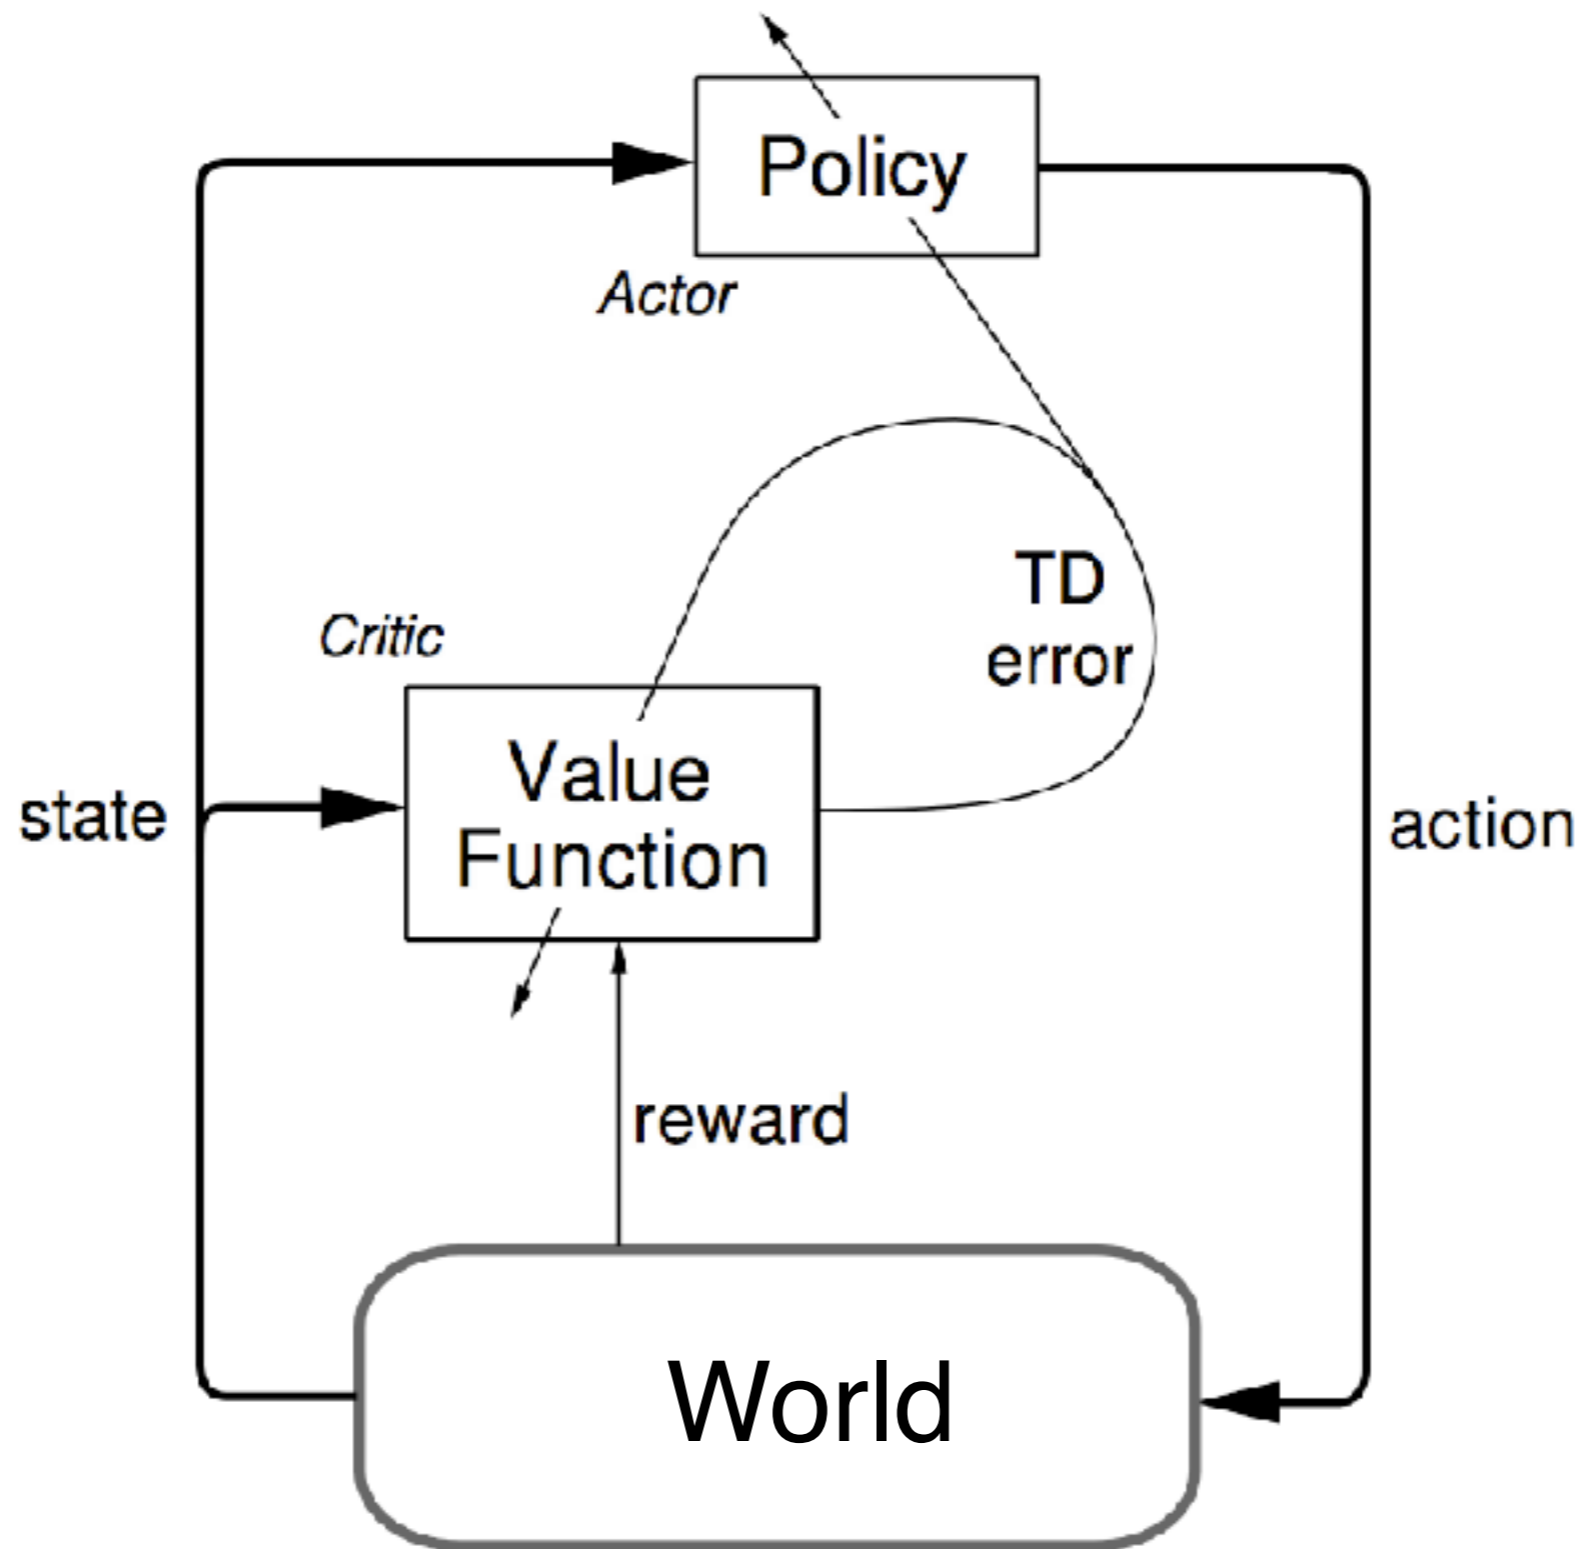 Policy
Actor
TD
error
Critic
Value
Function
state
action
reward
World